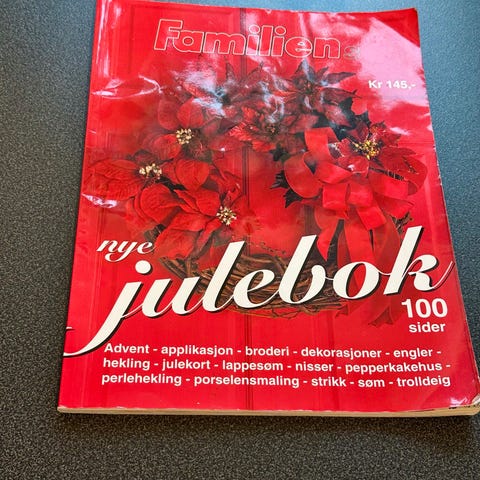 Familiens
Kr 145,-
nye
julebok
100
sider
Advent - applikasjon - broderi - dekorasjoner - engler -
hekling - julekort - lappesøm - nisser - pepperkakehus -
perlehekling - porselensmaling - strikk - søm - trolldeig